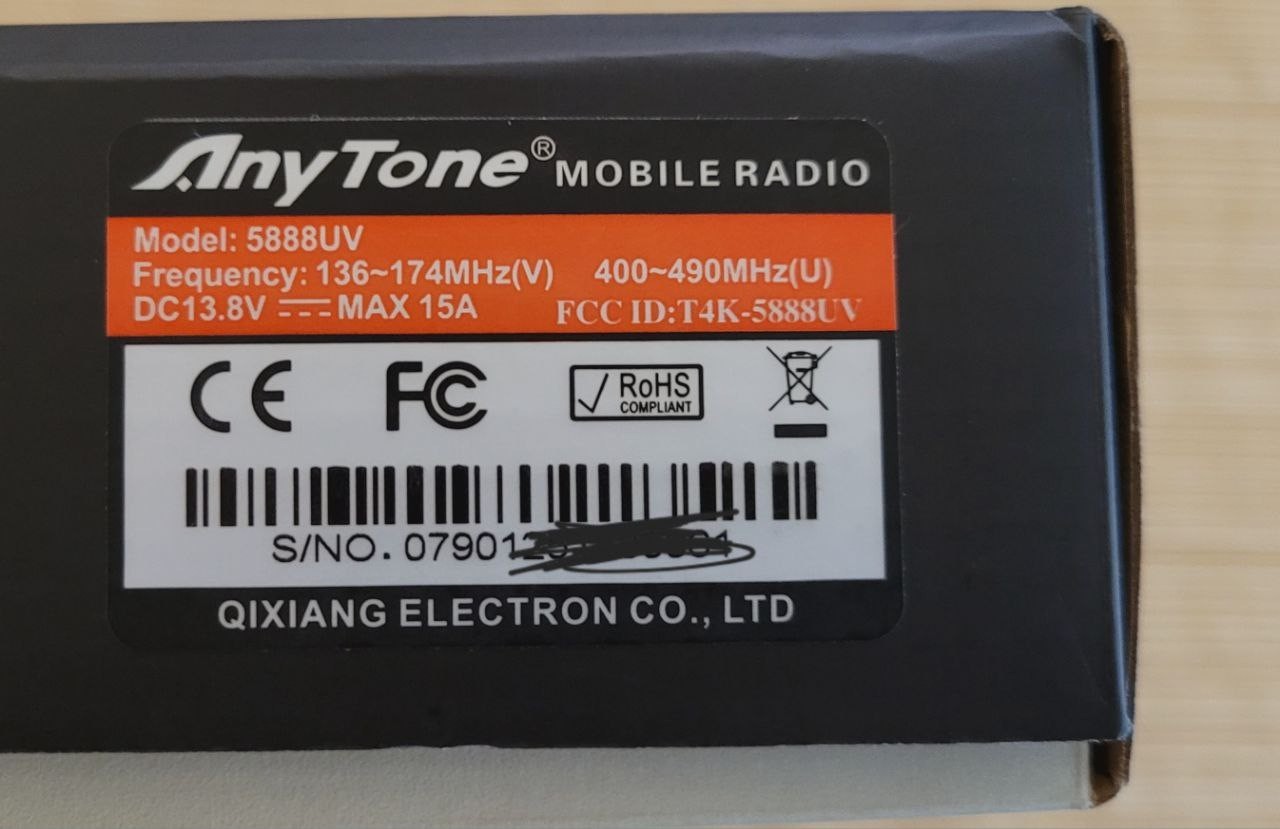 AnyTone® MOBILE RADIO
Model: 5888UV
Frequency: 136~174MHz(V) 400~490MHz(U)
DC13.8V ⎓ MAX 15A FCC ID:T4K-5888UV
CE FC RoHS
COMPLIANT
S/NO.
QIXIANG ELECTRON CO., LTD